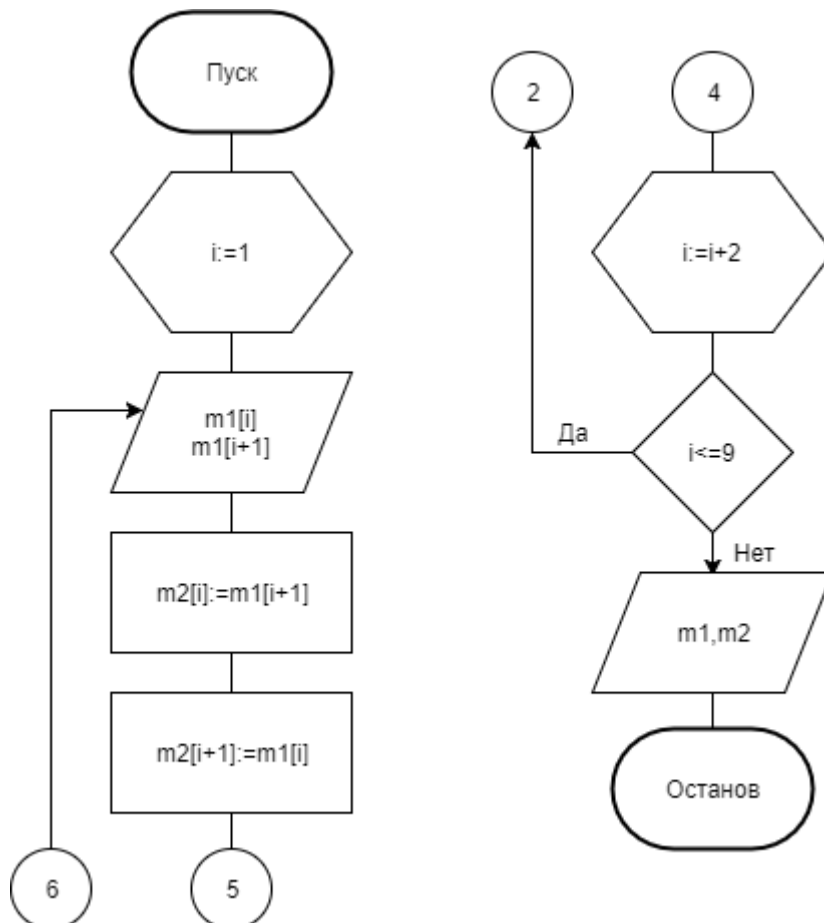 Пуск
i:=1
m1[i]
m1[i+1]
m2[i]:=m1[i+1]
m2[i+1]:=m1[i]
6
5
2
4
i:=i+2
i<=9
Да
Нет
m1,m2
Останов